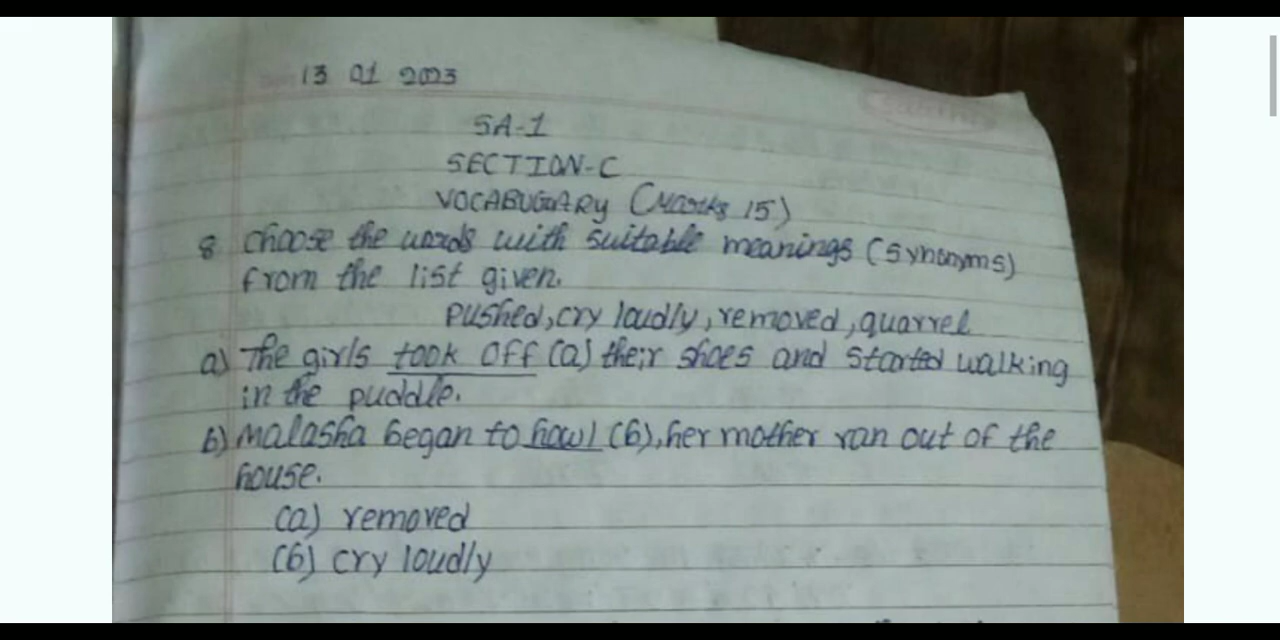 13 01 2023
SA-1
SECTION-C
VOCABULARY (Marks 15)
8 choose the words with suitable meanings (synonyms)
from the list given.
pushed, cry loudly, removed, quarrel
a) The girls took off (a) their shoes and started walking
in the puddle.
b) Malasha began to howl (b), her mother ran out of the
house.
(a) removed
(b) cry loudly